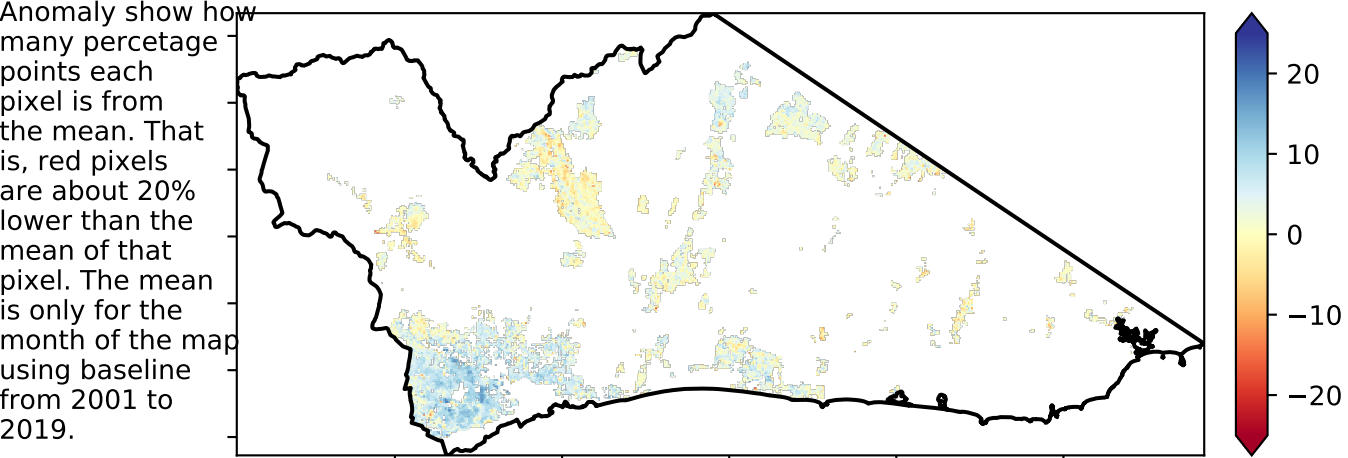 Anomaly show how
many percetage
points each
pixel is from
the mean. That
is, red pixels
are about 20%
lower than the
mean of that
pixel. The mean
is only for the
month of the map
using baseline
from 2001 to
2019.
20
10
0
−10
−20